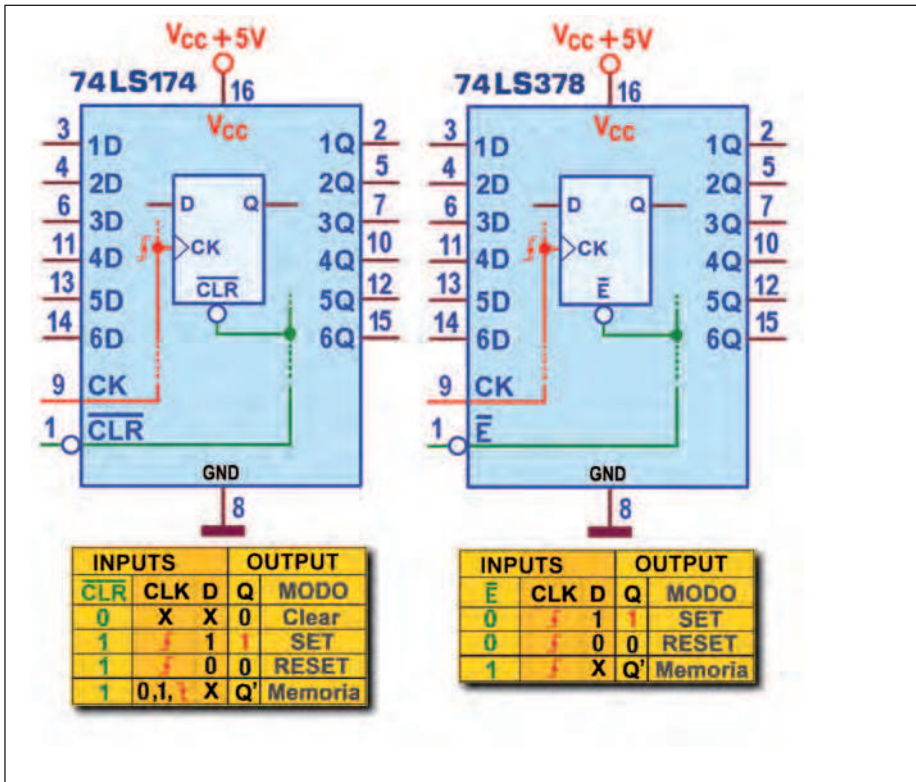 Vcc + 5V
74LS174
16
Vcc
3 1D 1Q 2
4 2D 2Q 5
6 3D 3Q 7
11 4D 4Q 10
13 5D 5Q 12
14 6D 6Q 15
D Q
CK
CLR
9 CK
1 CLR
GND
8
INPUTS OUTPUT
CLR CLK D Q MODO
0 X X 0 Clear
1 1 1 SET
1 0 0 RESET
1 0,1, X Q' Memoria
Vcc + 5V
74LS378
16
Vcc
3 1D 1Q 2
4 2D 2Q 5
6 3D 3Q 7
11 4D 4Q 10
13 5D 5Q 12
14 6D 6Q 15
D Q
CK
E
9 CK
1 E
GND
8
INPUTS OUTPUT
E CLK D Q MODO
0 1 1 SET
0 0 0 RESET
1 X Q' Memoria